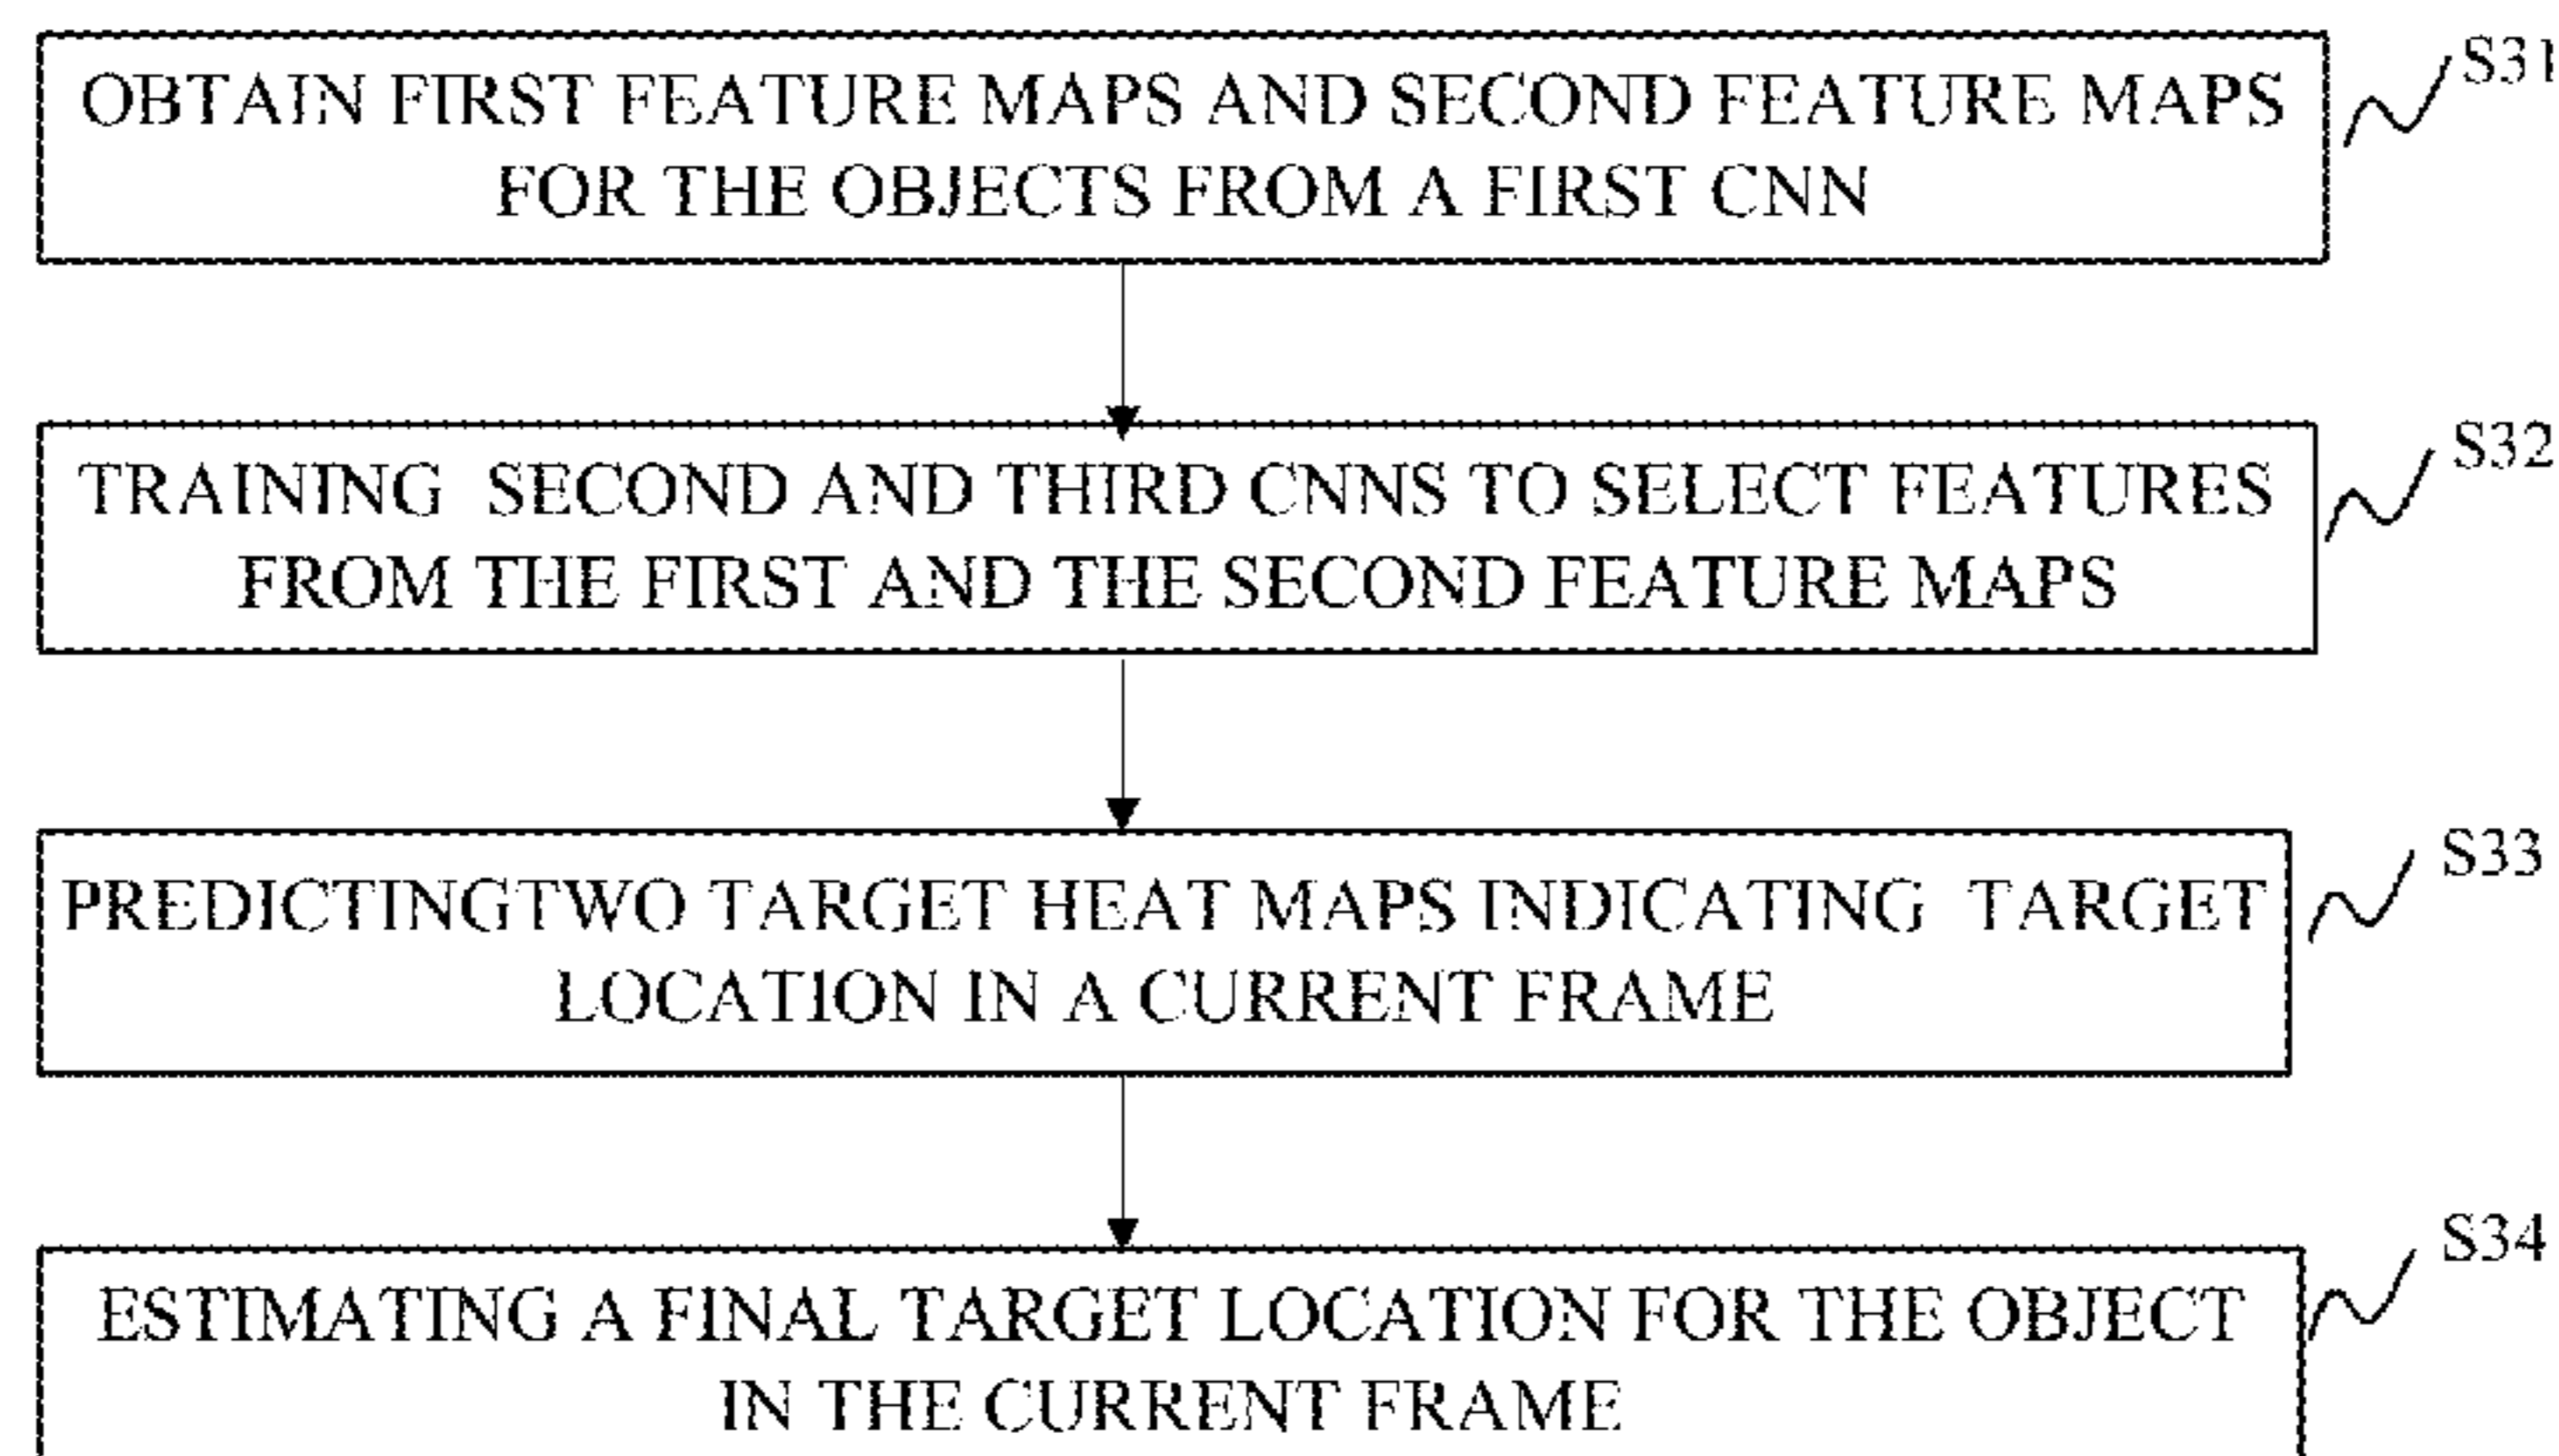 OBTAIN FIRST FEATURE MAPS AND SECOND FEATURE MAPS
FOR THE OBJECTS FROM A FIRST CNN
S31
TRAINING SECOND AND THIRD CNNS TO SELECT FEATURES
FROM THE FIRST AND THE SECOND FEATURE MAPS
S32
PREDICTINGTWO TARGET HEAT MAPS INDICATING TARGET
LOCATION IN A CURRENT FRAME
S33
ESTIMATING A FINAL TARGET LOCATION FOR THE OBJECT
IN THE CURRENT FRAME
S34